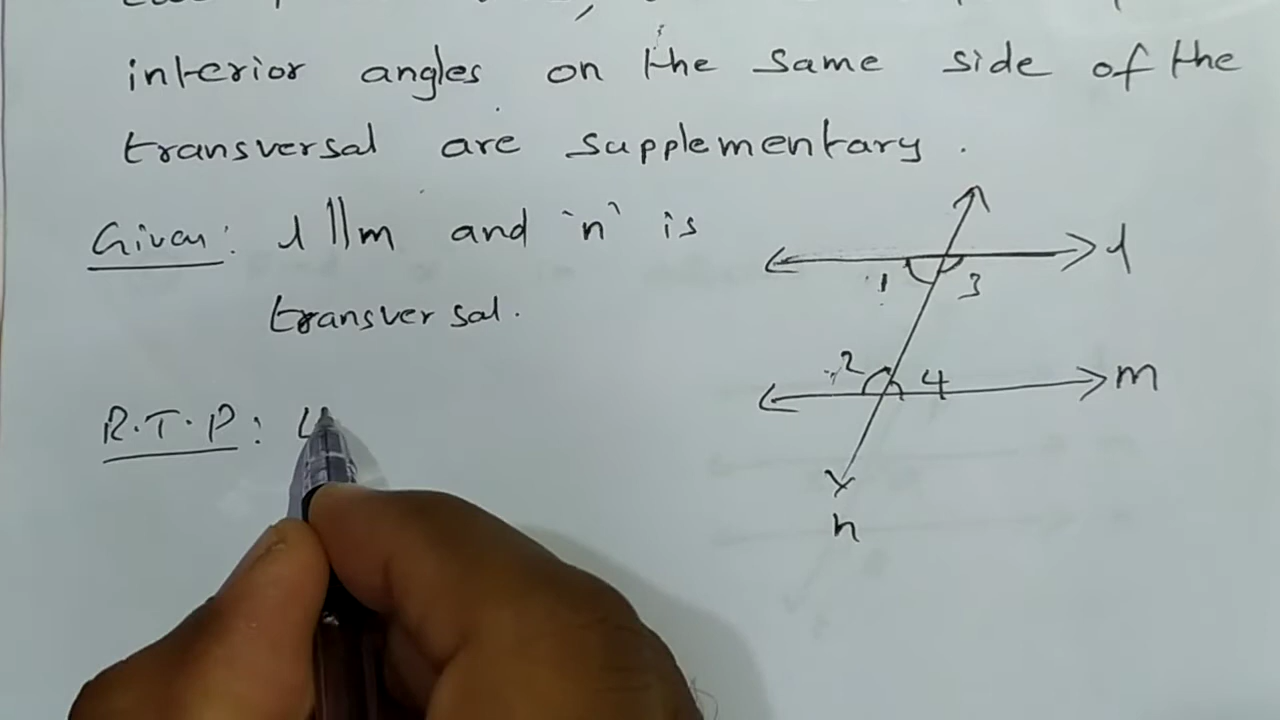 interior angles on the same side of the
transversal are supplementary.
Given: l || m and 'n' is
transversal.
R.T.P:
l
1 3
2 4 m
n